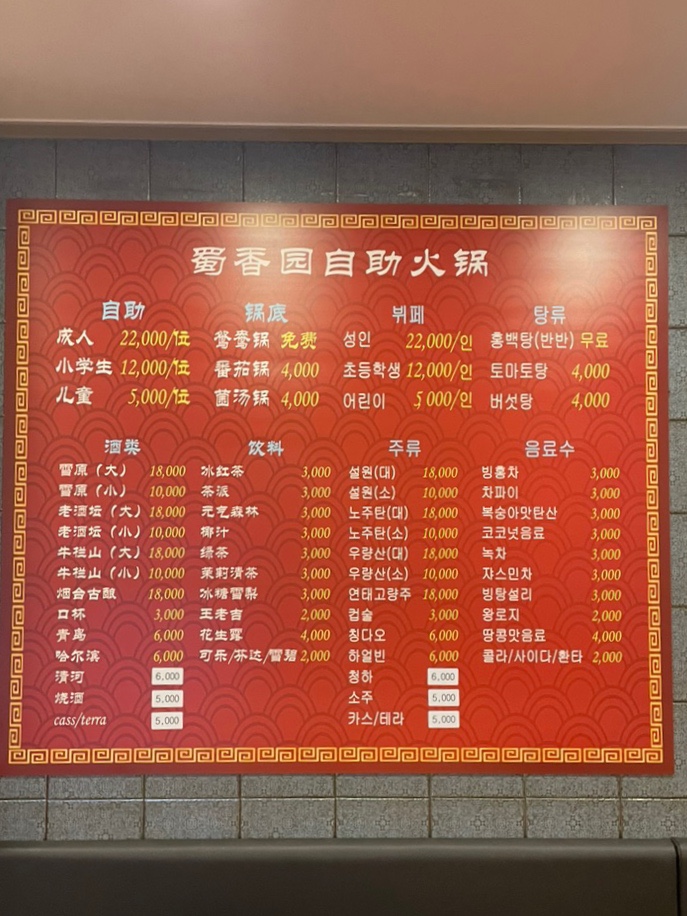 蜀香园自助火锅
自助 锅底 뷔페 탕류
成人 22,000/位 鸳鸯锅 免费 성인 22,000/인 홍백탕(반반) 무료
小学生 12,000/位 番茄锅 4,000 초등학생 12,000/인 토마토탕 4,000
儿童 5,000/位 菌汤锅 4,000 어린이 5,000/인 버섯탕 4,000
酒类 饮料 주류 음료수
雪原（大） 18,000 冰红茶 3,000 설원(대) 18,000 빙홍차 3,000
雪原（小） 10,000 茶派 3,000 설원(소) 10,000 차파이 3,000
老酒坛（大） 18,000 元气森林 3,000 노주탄(대) 18,000 복숭아맛탄산 3,000
老酒坛（小） 10,000 椰汁 3,000 노주탄(소) 10,000 코코넛음료 3,000
牛栏山（大） 18,000 绿茶 3,000 우량산(대) 18,000 녹차 3,000
牛栏山（小） 10,000 茉莉清茶 3,000 우량산(소) 10,000 자스민차 3,000
烟台古酿 18,000 冰糖雪梨 3,000 연태고량주 18,000 빙탕설리 3,000
口杯 3,000 王老吉 2,000 컵술 3,000 왕로지 2,000
青岛 6,000 花生露 4,000 칭다오 6,000 땅콩맛음료 4,000
哈尔滨 6,000 可乐/芬达/雪碧 2,000 하얼빈 6,000 콜라/사이다/환타 2,000
清河 6,000 청하 6,000
烧酒 5,000 소주 5,000
cass/terra 5,000 카스/테라 5,000